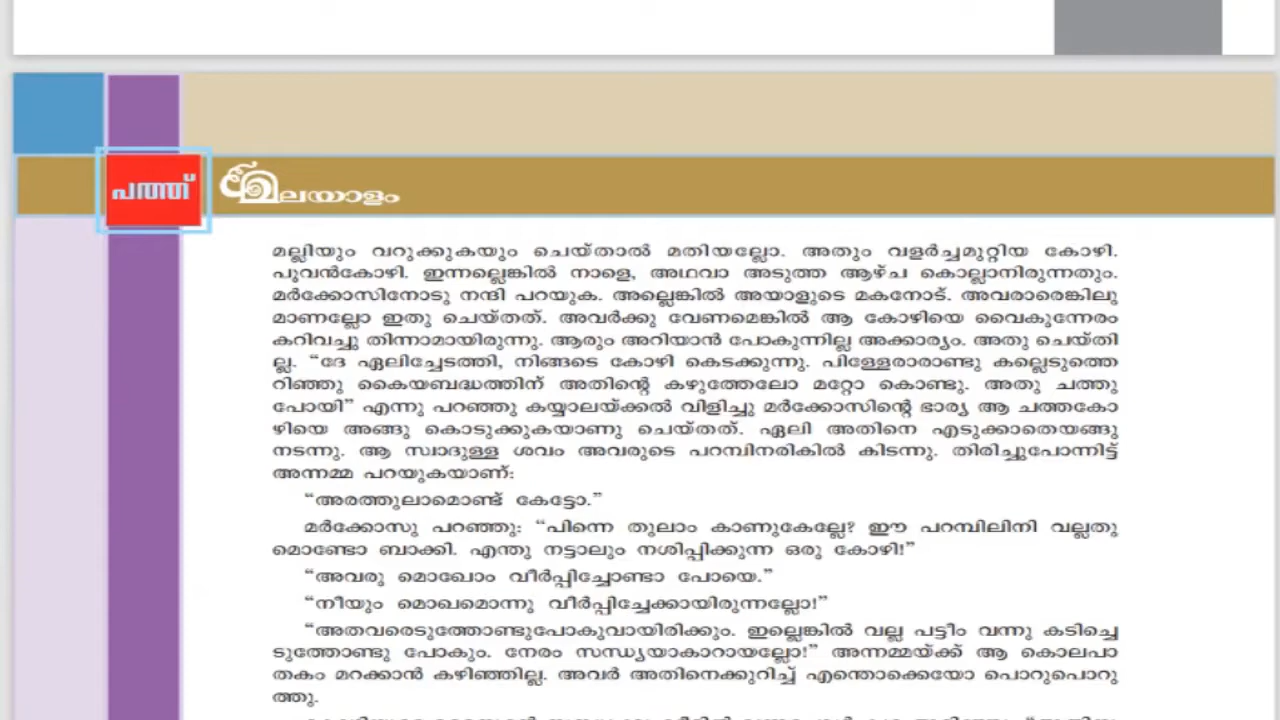 പത്ത്
മലയാളം
മല്ലിയും വറുക്കുകയും ചെയ്താൽ മതിയല്ലോ. അതും വളർച്ചമുറ്റിയ കോഴി.
പൂവൻകോഴി. ഇന്നല്ലെങ്കിൽ നാളെ, അഥവാ അടുത്ത ആഴ്ച കൊല്ലാനിരുന്നതും.
മർക്കോസിനോടു നന്ദി പറയുക. അല്ലെങ്കിൽ അയാളുടെ മകനോട്. അവരാരെങ്കിലു
മാണല്ലോ ഇതു ചെയ്തത്. അവർക്കു വേണമെങ്കിൽ ആ കോഴിയെ വൈകുന്നേരം
കറിവച്ചു തിന്നാമായിരുന്നു. ആരും അറിയാൻ പോകുന്നില്ല അക്കാര്യം. അതു ചെയ്തി
ല്ല. “ദേ ഏലിച്ചേടത്തി, നിങ്ങടെ കോഴി കെടക്കുന്നു. പിള്ളേരാരാണ്ടു കല്ലെടുത്തെ
റിഞ്ഞു കൈയബദ്ധത്തിന് അതിന്റെ കഴുത്തേലോ മറ്റോ കൊണ്ടു. അതു ചത്തു
പോയി” എന്നു പറഞ്ഞു കയ്യാലയ്ക്കൽ വിളിച്ചു മർക്കോസിന്റെ ഭാര്യ ആ ചത്തകോ
ഴിയെ അങ്ങു കൊടുക്കുകയാണു ചെയ്തത്. ഏലി അതിനെ എടുക്കാതെയങ്ങു
നടന്നു. ആ സ്വാദുള്ള ശവം അവരുടെ പറമ്പിനരികിൽ കിടന്നു. തിരിച്ചുപോന്നിട്ട്
അന്നമ്മ പറയുകയാണ്:
“അരത്തുലാമൊണ്ട് കേട്ടോ.”
മർക്കോസു പറഞ്ഞു: “പിന്നെ തൂലാം കാണുകേല്ലേ? ഈ പറമ്പിലിനി വല്ലതു
മൊണ്ടോ ബാക്കി. എന്തു നട്ടാലും നശിപ്പിക്കുന്ന ഒരു കോഴി!”
“അവരു മൊഖോം വീർപ്പിച്ചോണ്ടാ പോയെ.”
“നീയും മൊഖമൊന്നു വീർപ്പിച്ചേക്കായിരുന്നല്ലോ!”
“അതവരെടുത്തോണ്ടുപോകുവായിരിക്കും. ഇല്ലെങ്കിൽ വല്ല പട്ടീം വന്നു കടിച്ചെ
ടുത്തോണ്ടു പോകും. നേരം സന്ധ്യയാകാറായല്ലോ!” അന്നമ്മയ്ക്ക് ആ കൊലപാ
തകം മറക്കാൻ കഴിഞ്ഞില്ല. അവർ അതിനെക്കുറിച്ച് എന്തൊക്കെയോ പൊറുപൊറു
ത്തു.